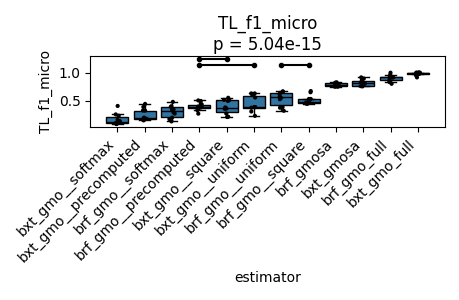 TL_f1_micro
p = 5.04e-15
TL_f1_micro
1.0
0.5
bxt_gmo__softmax
bxt_gmo__precomputed
brf_gmo__softmax
brf_gmo__precomputed
bxt_gmo__square
bxt_gmo__uniform
brf_gmo__uniform
brf_gmo__square
brf_gmosa
bxt_gmosa
brf_gmo_full
bxt_gmo_full
estimator